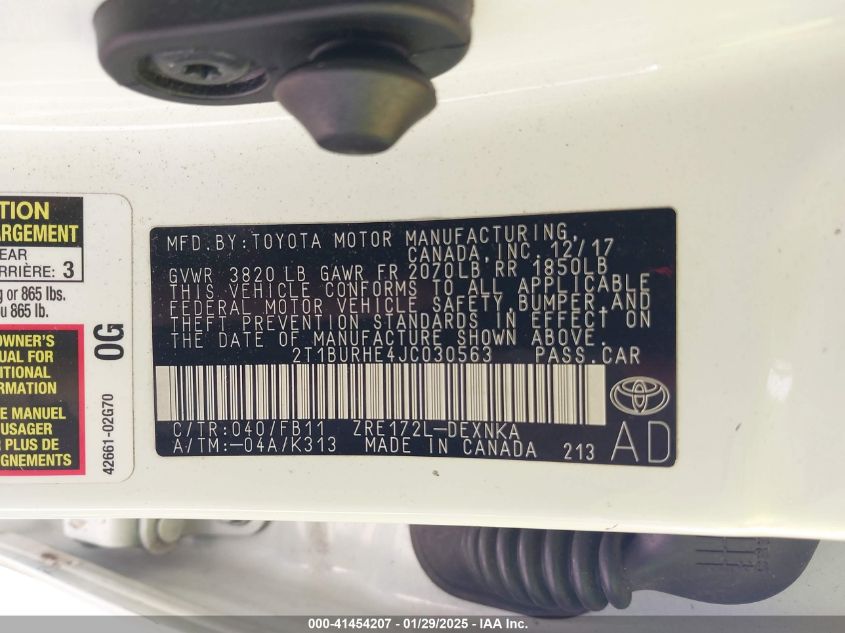 TION
ARGEMENT
EAR
RRIÈRE: 3
g or 865 lbs.
u 865 lb.
OWNER'S
UAL FOR
ITIONAL
RMATION
E MANUEL
USAGER
R PLUS DE
GNEMENTS
0G
42661-02G70
MFD. BY: TOYOTA MOTOR MANUFACTURING,
CANADA, INC. 12/17
GVWR 3820 LB GAWR FR 2070LB, RR 1850LB
THIS VEHICLE CONFORMS TO ALL APPLICABLE
FEDERAL MOTOR VEHICLE SAFETY, BUMPER, AND
THEFT PREVENTION STANDARDS IN EFFECT ON
THE DATE OF MANUFACTURE SHOWN ABOVE.
2T1BURHE4JC030563 PASS.CAR
C/TR:040/FB11 ZRE172L-DEXNKA
A/TM:-04A/K313 MADE IN CANADA 213
AD
000-41454207 - 01/29/2025 - IAA Inc.